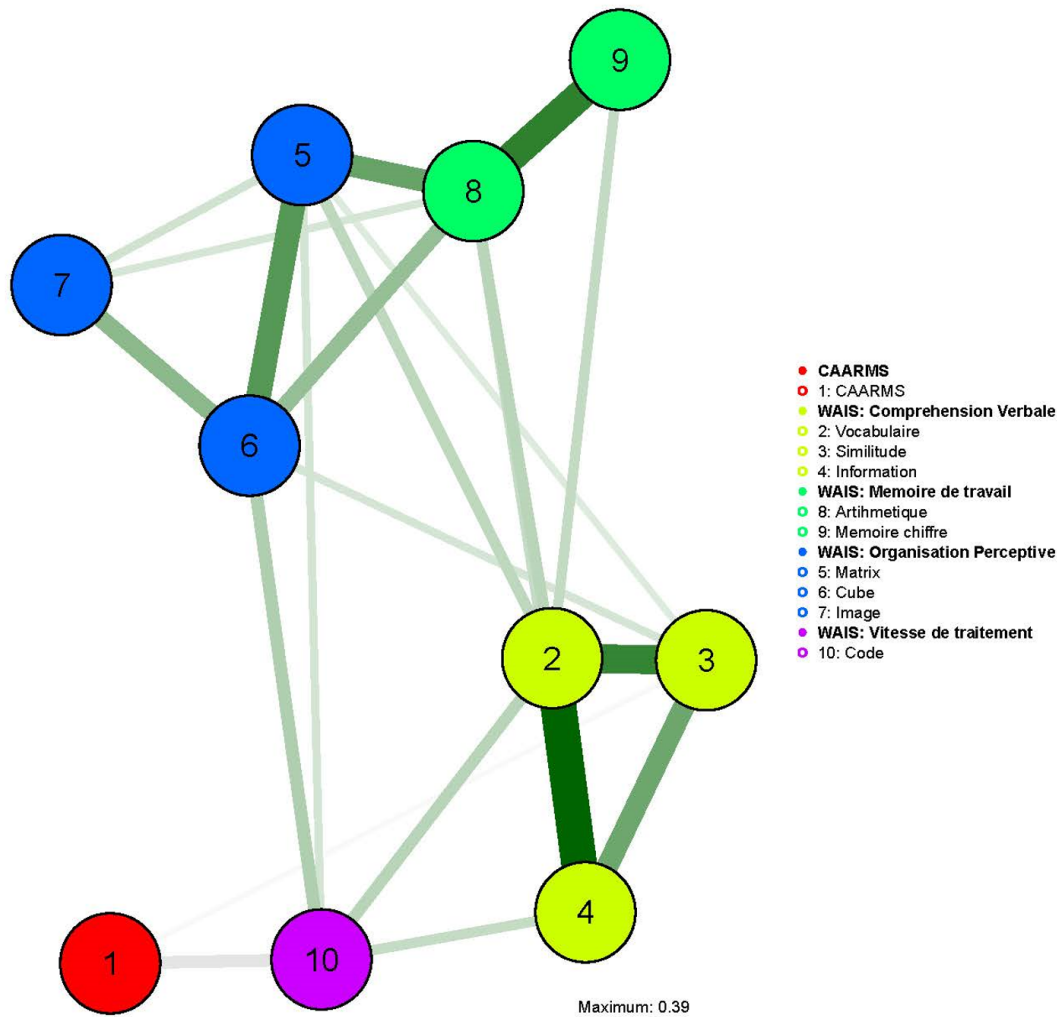 9
5
8
7
6
2
3
4
1
10
CAARMS
1: CAARMS
WAIS: Comprehension Verbale
2: Vocabulaire
3: Similitude
4: Information
WAIS: Memoire de travail
8: Artihmetique
9: Memoire chiffre
WAIS: Organisation Perceptive
5: Matrix
6: Cube
7: Image
WAIS: Vitesse de traitement
10: Code
Maximum: 0.39